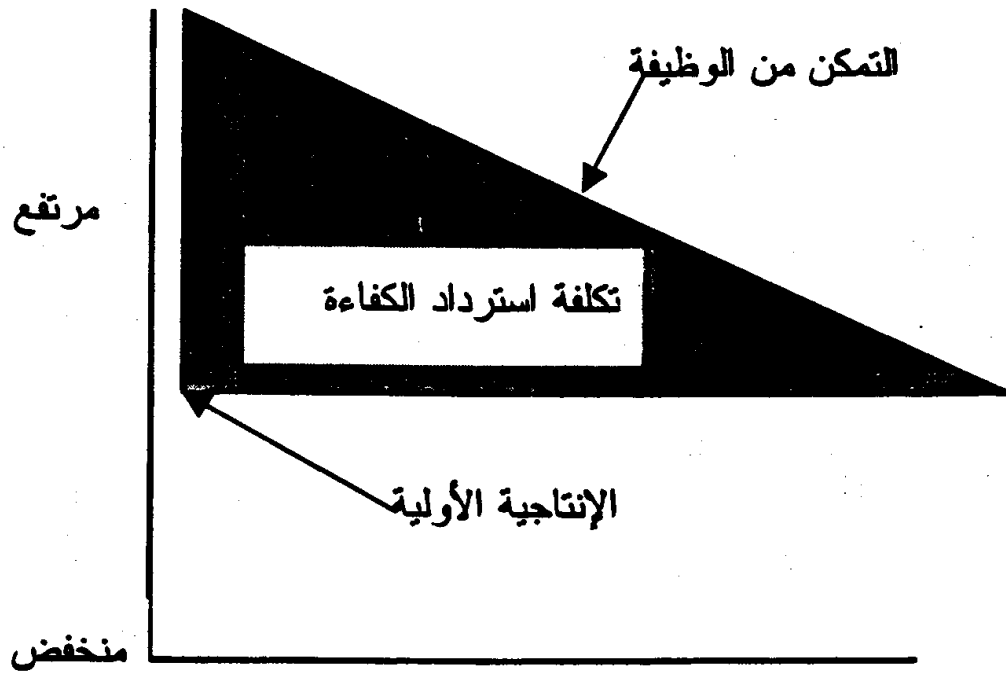 التمكن من الوظيفة
مرتفع
تكلفة استرداد الكفاءة
الإنتاجية الأولية
منخفض